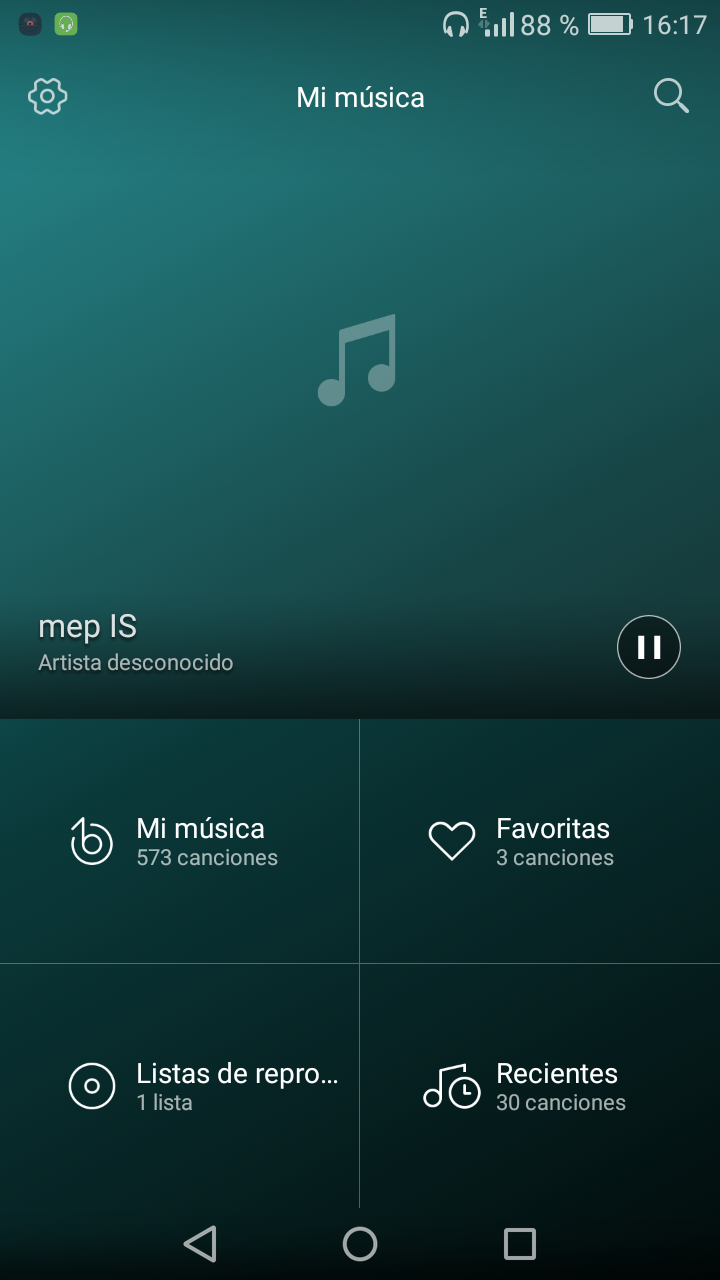 E
88 %
16:17
Mi música
mep IS
Artista desconocido
Mi música
573 canciones
Favoritas
3 canciones
Listas de repro...
1 lista
Recientes
30 canciones